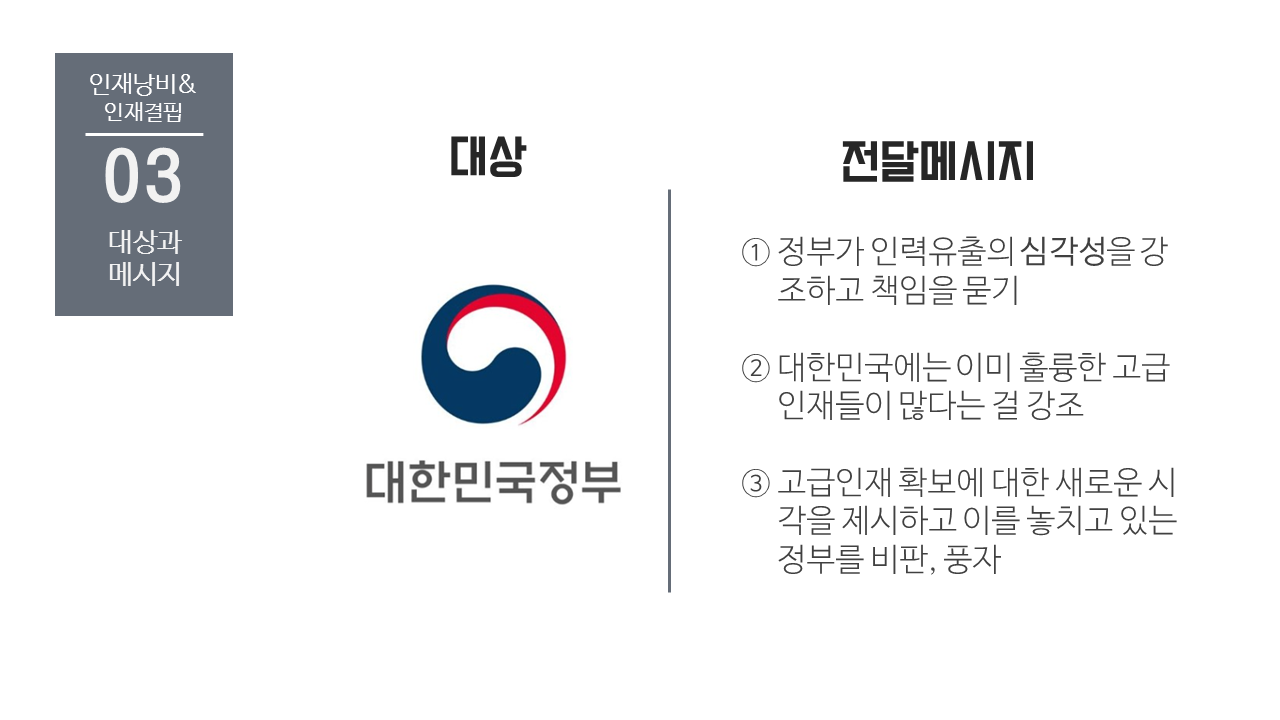 인재낭비&
인재결핍
03
대상과
메시지
대상
대한민국정부
전달메시지
① 정부가 인력유출의 심각성을 강
조하고 책임을 묻기
② 대한민국에는 이미 훌륭한 고급
인재들이 많다는 걸 강조
③ 고급인재 확보에 대한 새로운 시
각을 제시하고 이를 놓치고 있는
정부를 비판, 풍자